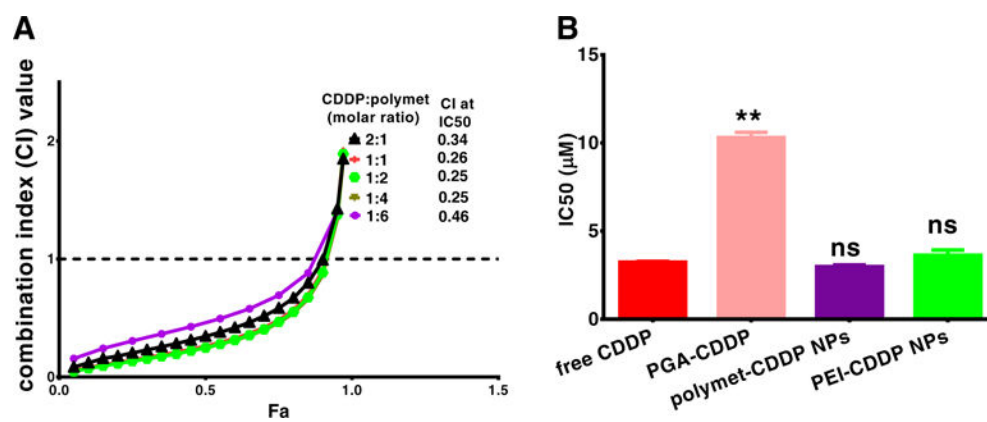 A
combination index (CI) value
2
1
0
0.0 0.5 1.0 1.5
Fa
CDDP:polymet CI at
(molar ratio) IC50
2:1 0.34
1:1 0.26
1:2 0.25
1:4 0.25
1:6 0.46
B
IC50 (μM)
15
10
5
0
**
ns
ns
free CDDP
PGA-CDDP
polymet-CDDP NPs
PEI-CDDP NPs